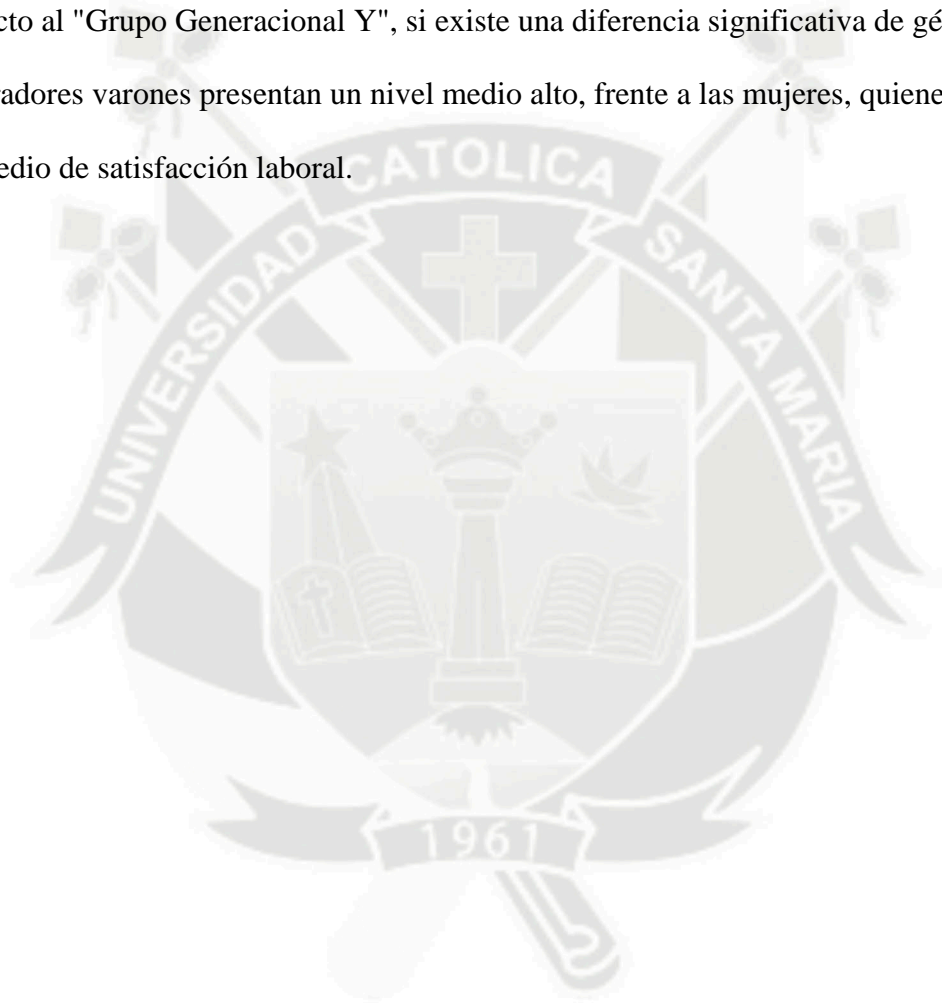 cto al "Grupo Generacional Y", si existe una diferencia significativa de gé
adores varones presentan un nivel medio alto, frente a las mujeres, quiene
edio de satisfacción laboral.
UNIVERSIDAD CATOLICA SANTA MARIA
1961